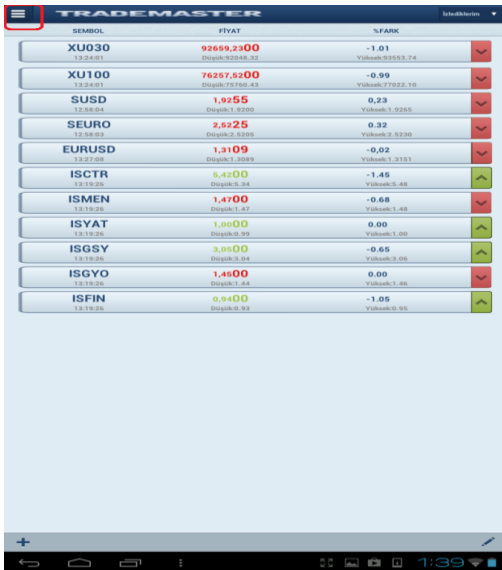 TRADEMASTER İzlediklerim
SEMBOL FİYAT %FARK
XU030 92659,2300 -1.01
13:24:01 Düşük:92048.32 Yüksek:93553.74
XU100 76257,5200 -0.99
13:24:01 Düşük:75760.43 Yüksek:77022.10
SUSD 1,9255 0,23
12:58:04 Düşük:1.9200 Yüksek:1.9265
SEURO 2,5225 0.32
12:58:03 Düşük:2.5205 Yüksek:2.5230
EURUSD 1,3109 -0,02
13:27:08 Düşük:1.3089 Yüksek:1.3151
ISCTR 5,4200 -1.45
13:19:26 Düşük:5.34 Yüksek:5.48
ISMEN 1,4700 -0.68
13:19:26 Düşük:1.47 Yüksek:1.48
ISYAT 1,0000 0.00
13:19:26 Düşük:0.99 Yüksek:1.00
ISGSY 3,0500 -0.65
13:19:26 Düşük:3.04 Yüksek:3.06
ISGYO 1,4500 0.00
13:19:26 Düşük:1.44 Yüksek:1.46
ISFIN 0,9400 -1.05
13:19:26 Düşük:0.93 Yüksek:0.95
1:39